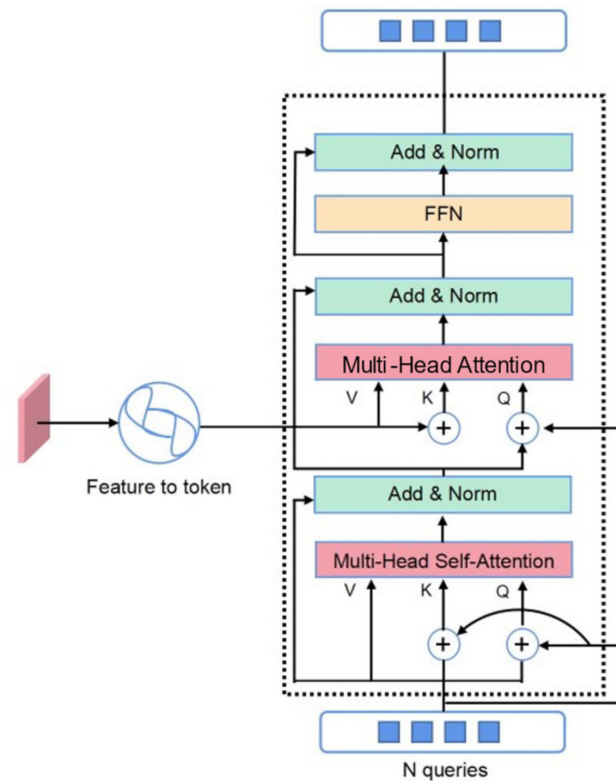 Add & Norm
FFN
Add & Norm
Multi-Head Attention
V
K
Q
+
+
Feature to token
Add & Norm
Multi-Head Self-Attention
V
K
Q
+
+
N queries